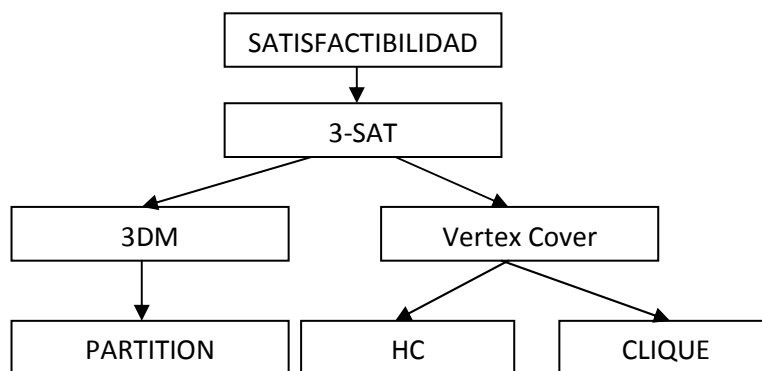 SATISFACTIBILIDAD
3-SAT
3DM
Vertex Cover
PARTITION
HC
CLIQUE